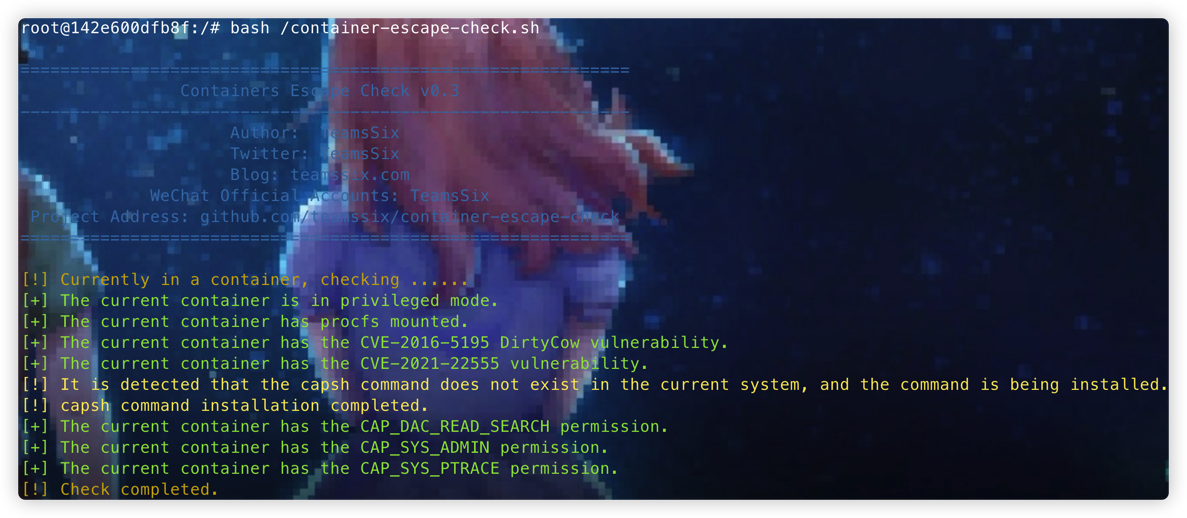 root@142e600dfb8f:/# bash /container-escape-check.sh
=============================================================
Containers Escape Check v0.3
-------------------------------------------------------------
Author:  TeamsSix
Twitter: TeamsSix
Blog: teamssix.com
WeChat Official Accounts: TeamsSix
Project Address: github.com/teamssix/container-escape-check
=============================================================
[!] Currently in a container, checking ......
[+] The current container is in privileged mode.
[+] The current container has procfs mounted.
[+] The current container has the CVE-2016-5195 DirtyCow vulnerability.
[+] The current container has the CVE-2021-22555 vulnerability.
[!] It is detected that the capsh command does not exist in the current system, and the command is being installed.
[!] capsh command installation completed.
[+] The current container has the CAP_DAC_READ_SEARCH permission.
[+] The current container has the CAP_SYS_ADMIN permission.
[+] The current container has the CAP_SYS_PTRACE permission.
[!] Check completed.